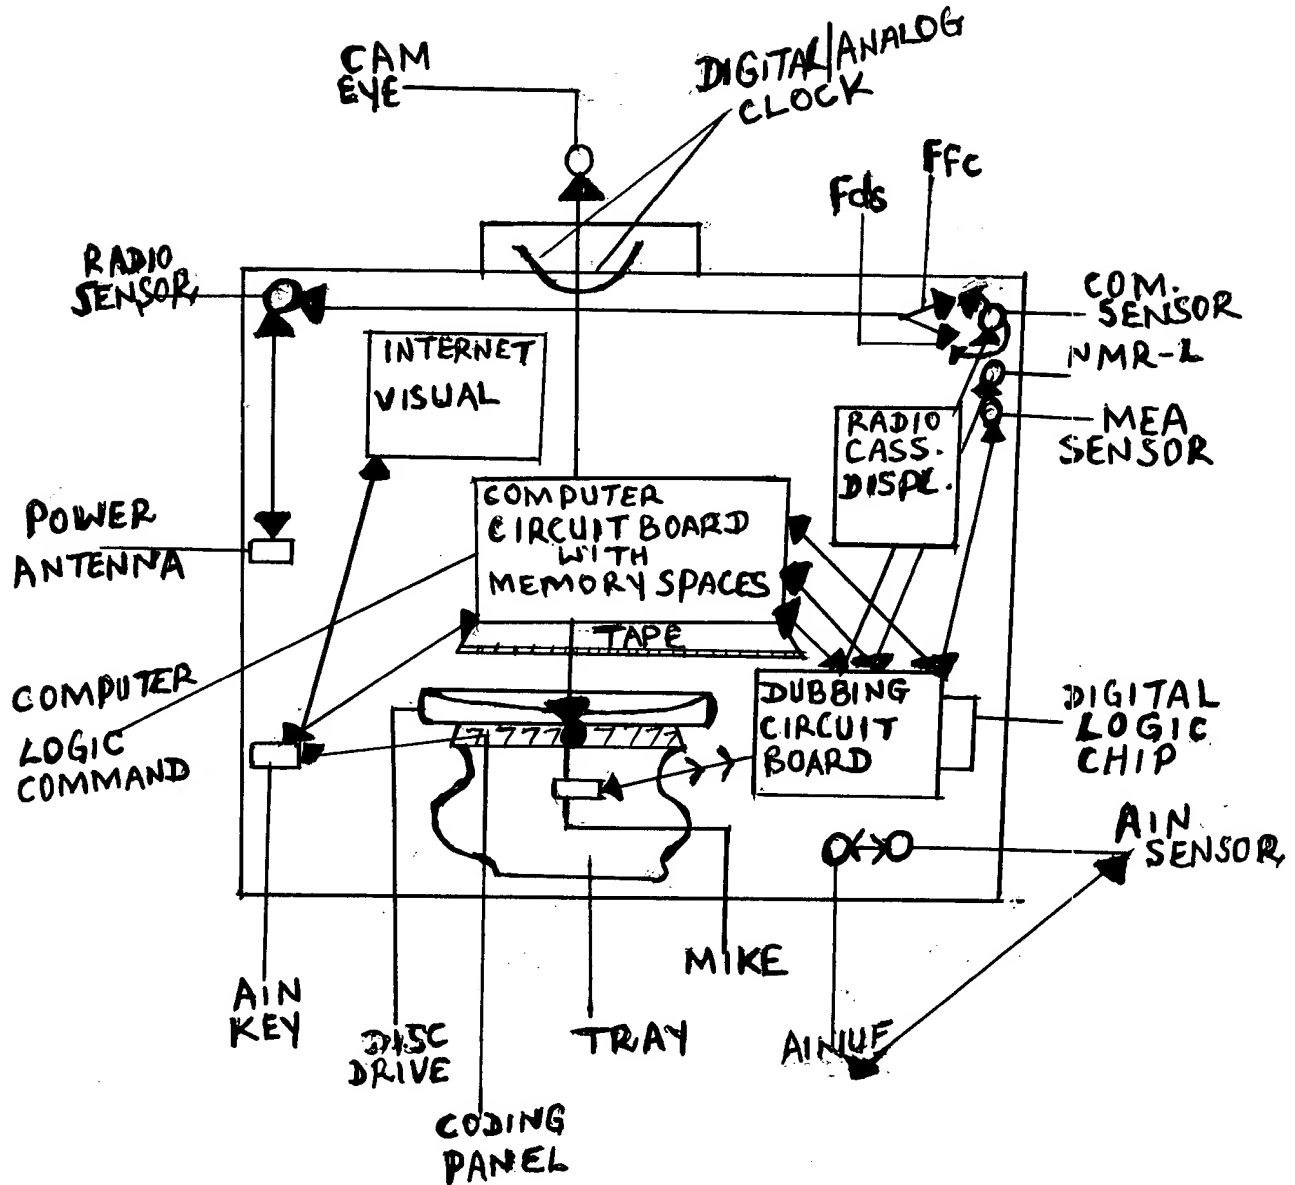 CAM
EYE
DIGITAL/ANALOG
CLOCK
Ffc
Fds
RADIO
SENSOR
COM.
SENSOR
NMR-L
MEA
SENSOR
INTERNET
VISUAL
RADIO
CASS.
DISPL.
COMPUTER
CIRCUIT BOARD
WITH
MEMORY SPACES
TAPE
POWER
ANTENNA
COMPUTER
LOGIC
COMMAND
DUBBING
CIRCUIT
BOARD
DIGITAL
LOGIC
CHIP
AIN
SENSOR
MIKE
AIN
KEY
DISC
DRIVE
TRAY
CODING
PANEL